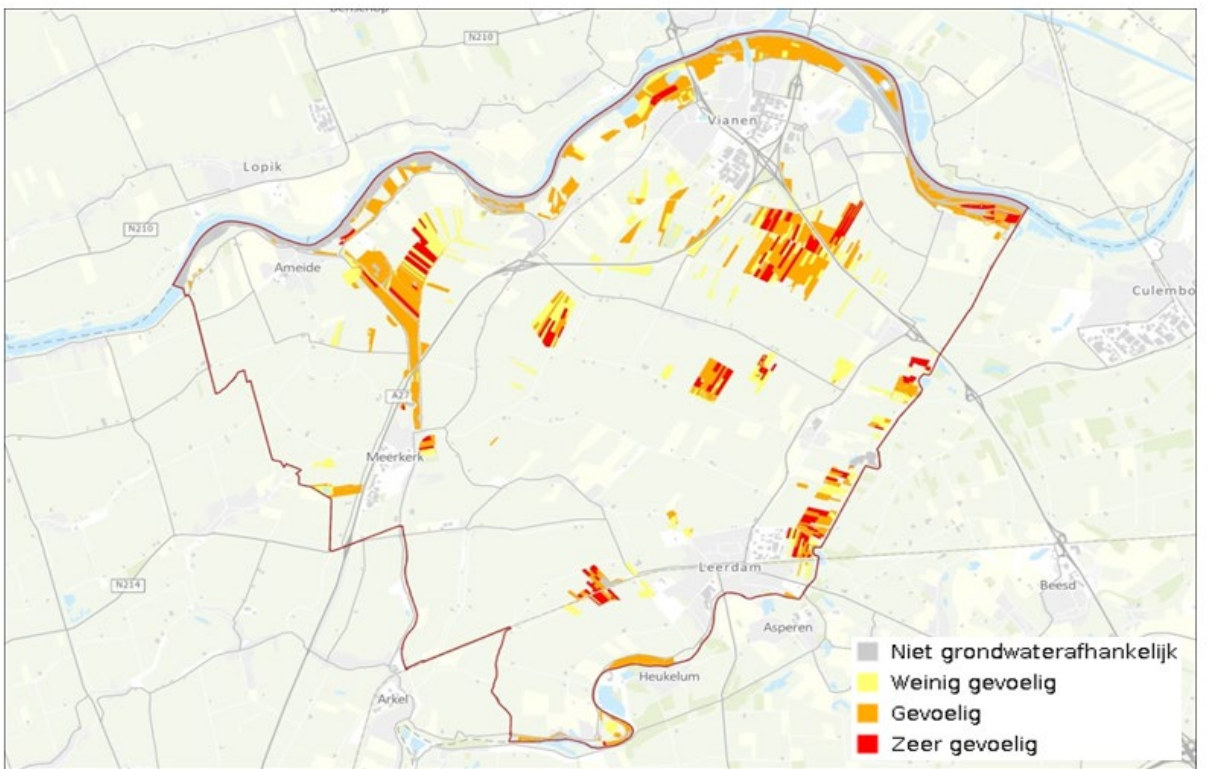 Benschop
N210
Vianen
Lopik
N210
Ameide
Culembo
A27
Meerkerk
Leerdam
N214
Beesd
Asperen
Heukelum
Arkel
Niet grondwaterafhankelijk
Weinig gevoelig
Gevoelig
Zeer gevoelig